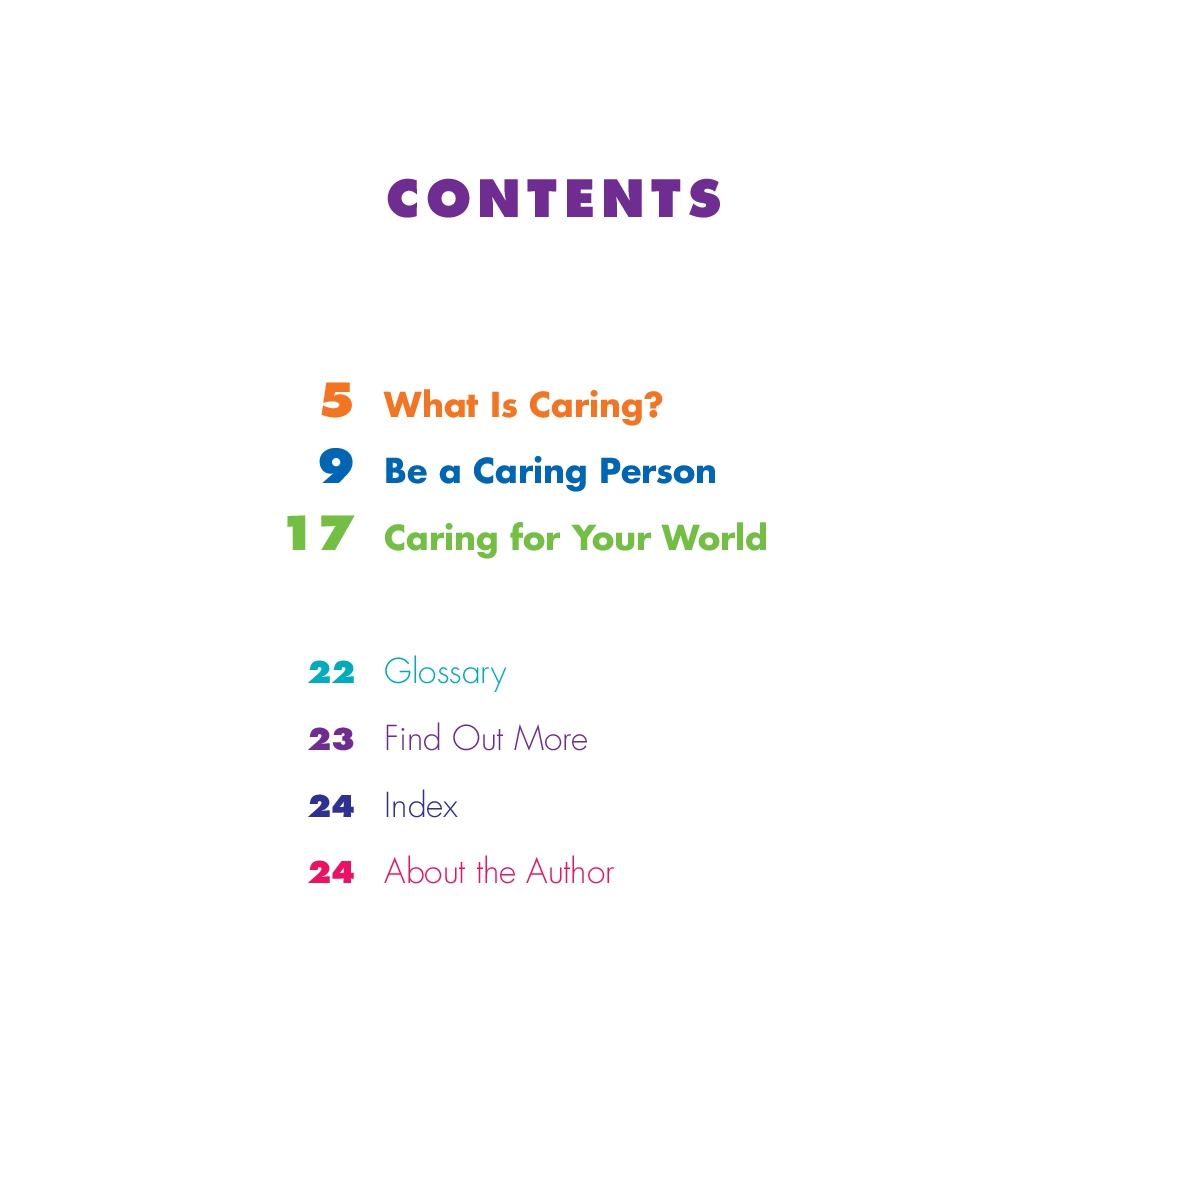 CONTENTS
5 What Is Caring?
9 Be a Caring Person
17 Caring for Your World
22 Glossary
23 Find Out More
24 Index
24 About the Author